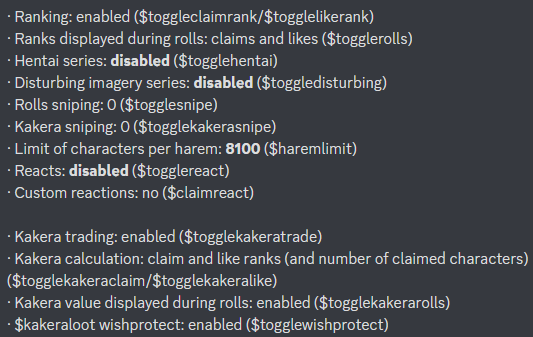 · Ranking: enabled ($toggleclaimrank/$togglelikerank)
· Ranks displayed during rolls: claims and likes ($togglerolls)
· Hentai series: disabled ($togglehentai)
· Disturbing imagery series: disabled ($toggledisturbing)
· Rolls sniping: 0 ($togglesnipe)
· Kakera sniping: 0 ($togglekakerasnipe)
· Limit of characters per harem: 8100 ($haremlimit)
· Reacts: disabled ($togglereact)
· Custom reactions: no ($claimreact)
· Kakera trading: enabled ($togglekakeratrade)
· Kakera calculation: claim and like ranks (and number of claimed characters)
($togglekakeraclaim/$togglekakeralike)
· Kakera value displayed during rolls: enabled ($togglekakerarolls)
· $kakeraloot wishprotect: enabled ($togglewishprotect)